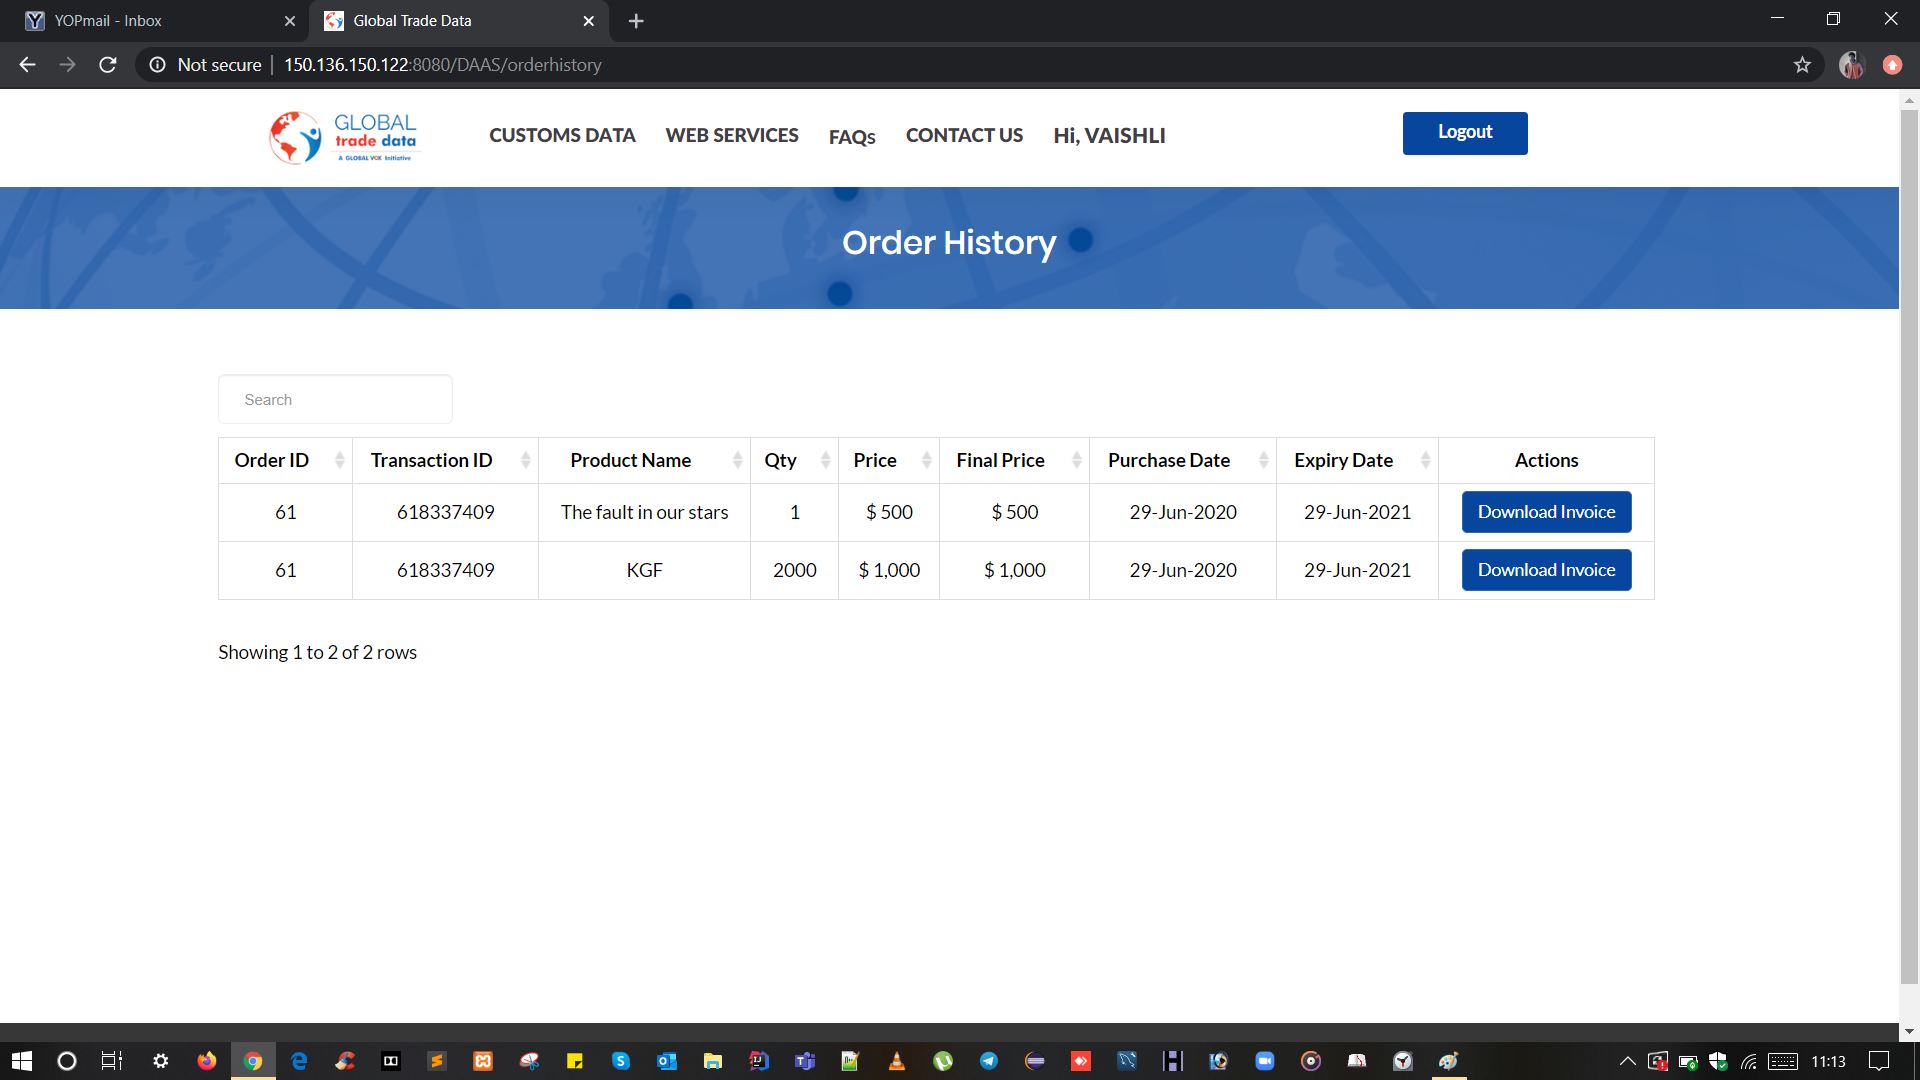 YOPmail - Inbox
Global Trade Data
Not secure | 150.136.150.122:8080/DAAS/orderhistory
GLOBAL
trade data
A GLOBAL VOX Initiative
CUSTOMS DATA WEB SERVICES FAQs CONTACT US Hi, VAISHLI
Logout
Order History
Search
Order ID Transaction ID Product Name Qty Price Final Price Purchase Date Expiry Date Actions
61 618337409 The fault in our stars 1 $ 500 $ 500 29-Jun-2020 29-Jun-2021 Download Invoice
61 618337409 KGF 2000 $ 1,000 $ 1,000 29-Jun-2020 29-Jun-2021 Download Invoice
Showing 1 to 2 of 2 rows
11:13